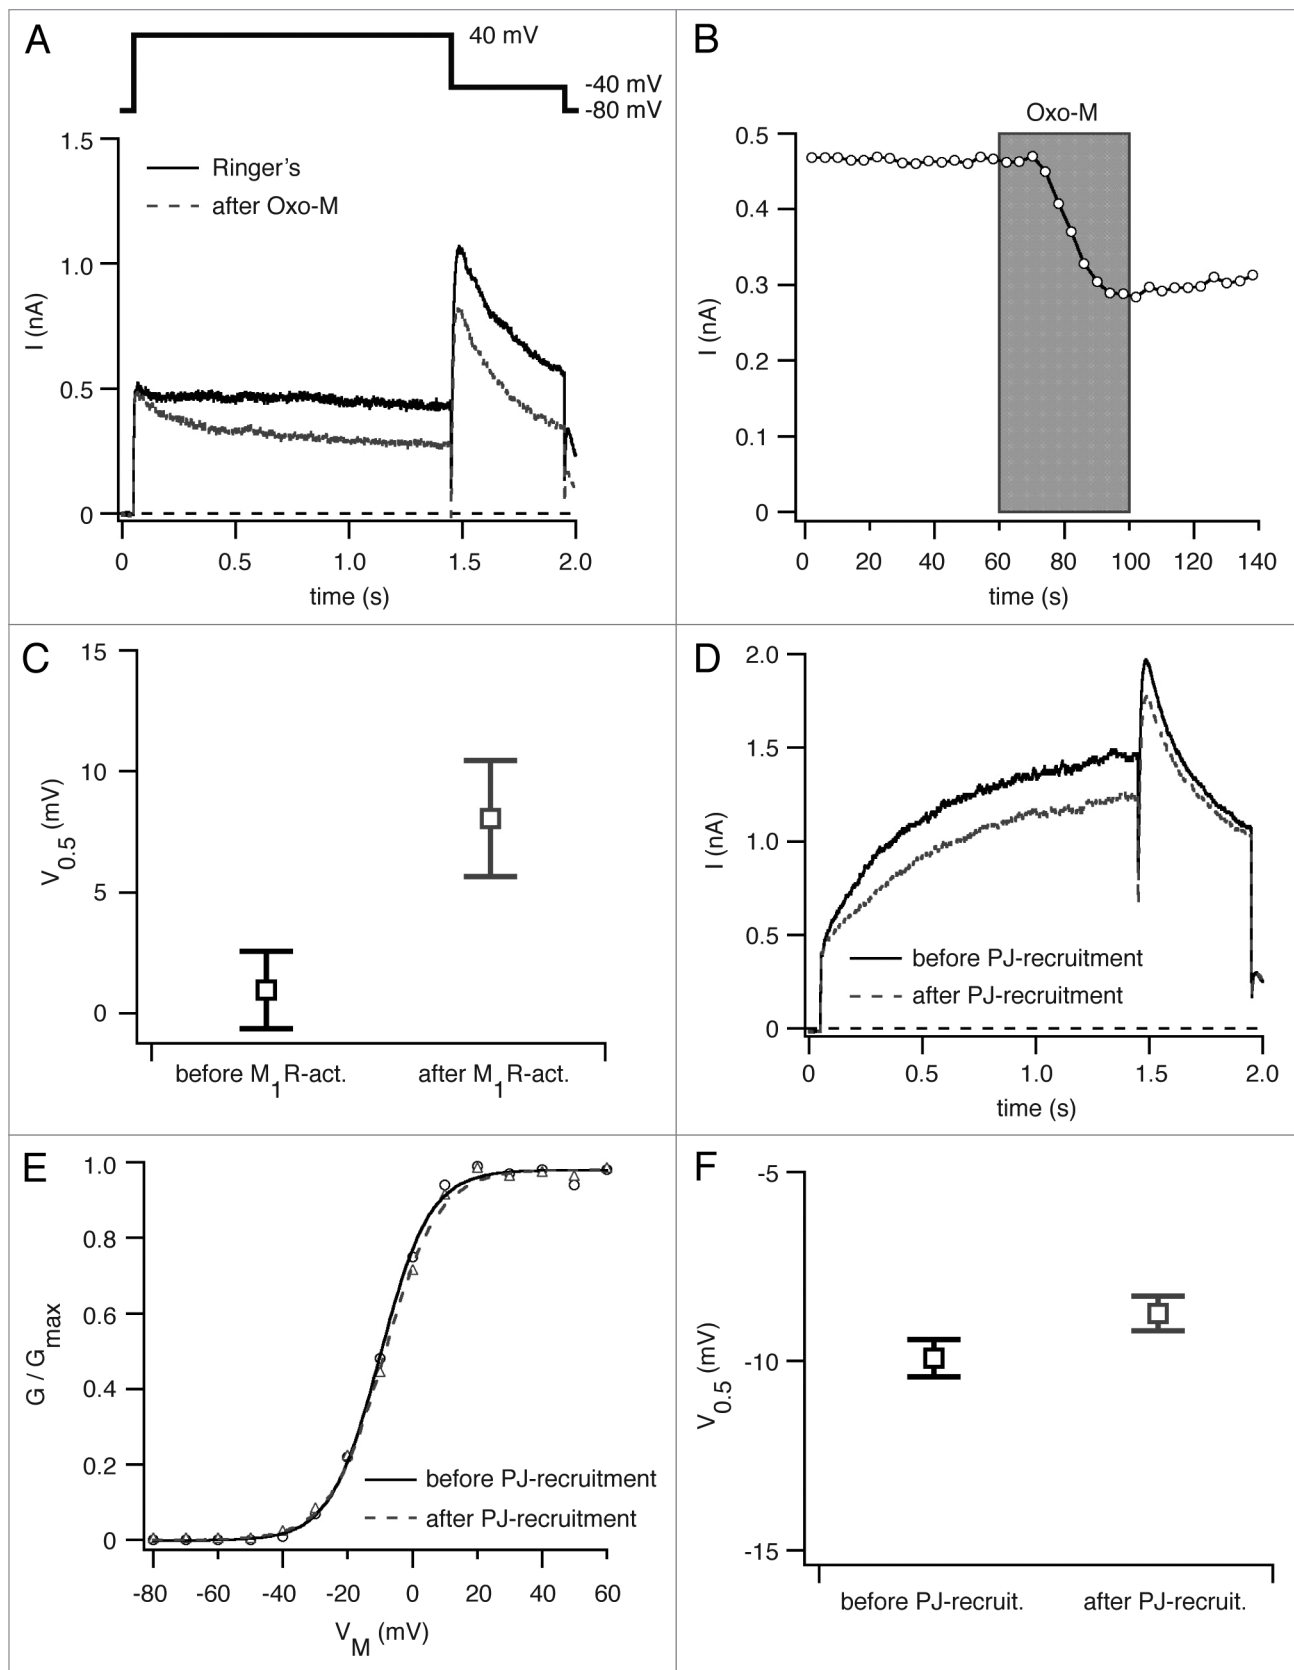 A
40 mV
-40 mV
-80 mV
1.5
1.0
0.5
0
I (nA)
Ringer's
after Oxo-M
0 0.5 1.0 1.5 2.0
time (s)
B
Oxo-M
0.5
0.4
0.3
0.2
0.1
0
I (nA)
0 20 40 60 80 100 120 140
time (s)
C
15
10
5
0
V0.5 (mV)
before M1R-act. after M1R-act.
D
2.0
1.5
1.0
0.5
0
I (nA)
before PJ-recruitment
after PJ-recruitment
0 0.5 1.0 1.5 2.0
time (s)
E
1.0
0.8
0.6
0.4
0.2
0
G / Gmax
before PJ-recruitment
after PJ-recruitment
-80 -60 -40 -20 0 20 40 60
VM (mV)
F
-5
-10
-15
V0.5 (mV)
before PJ-recruit. after PJ-recruit.